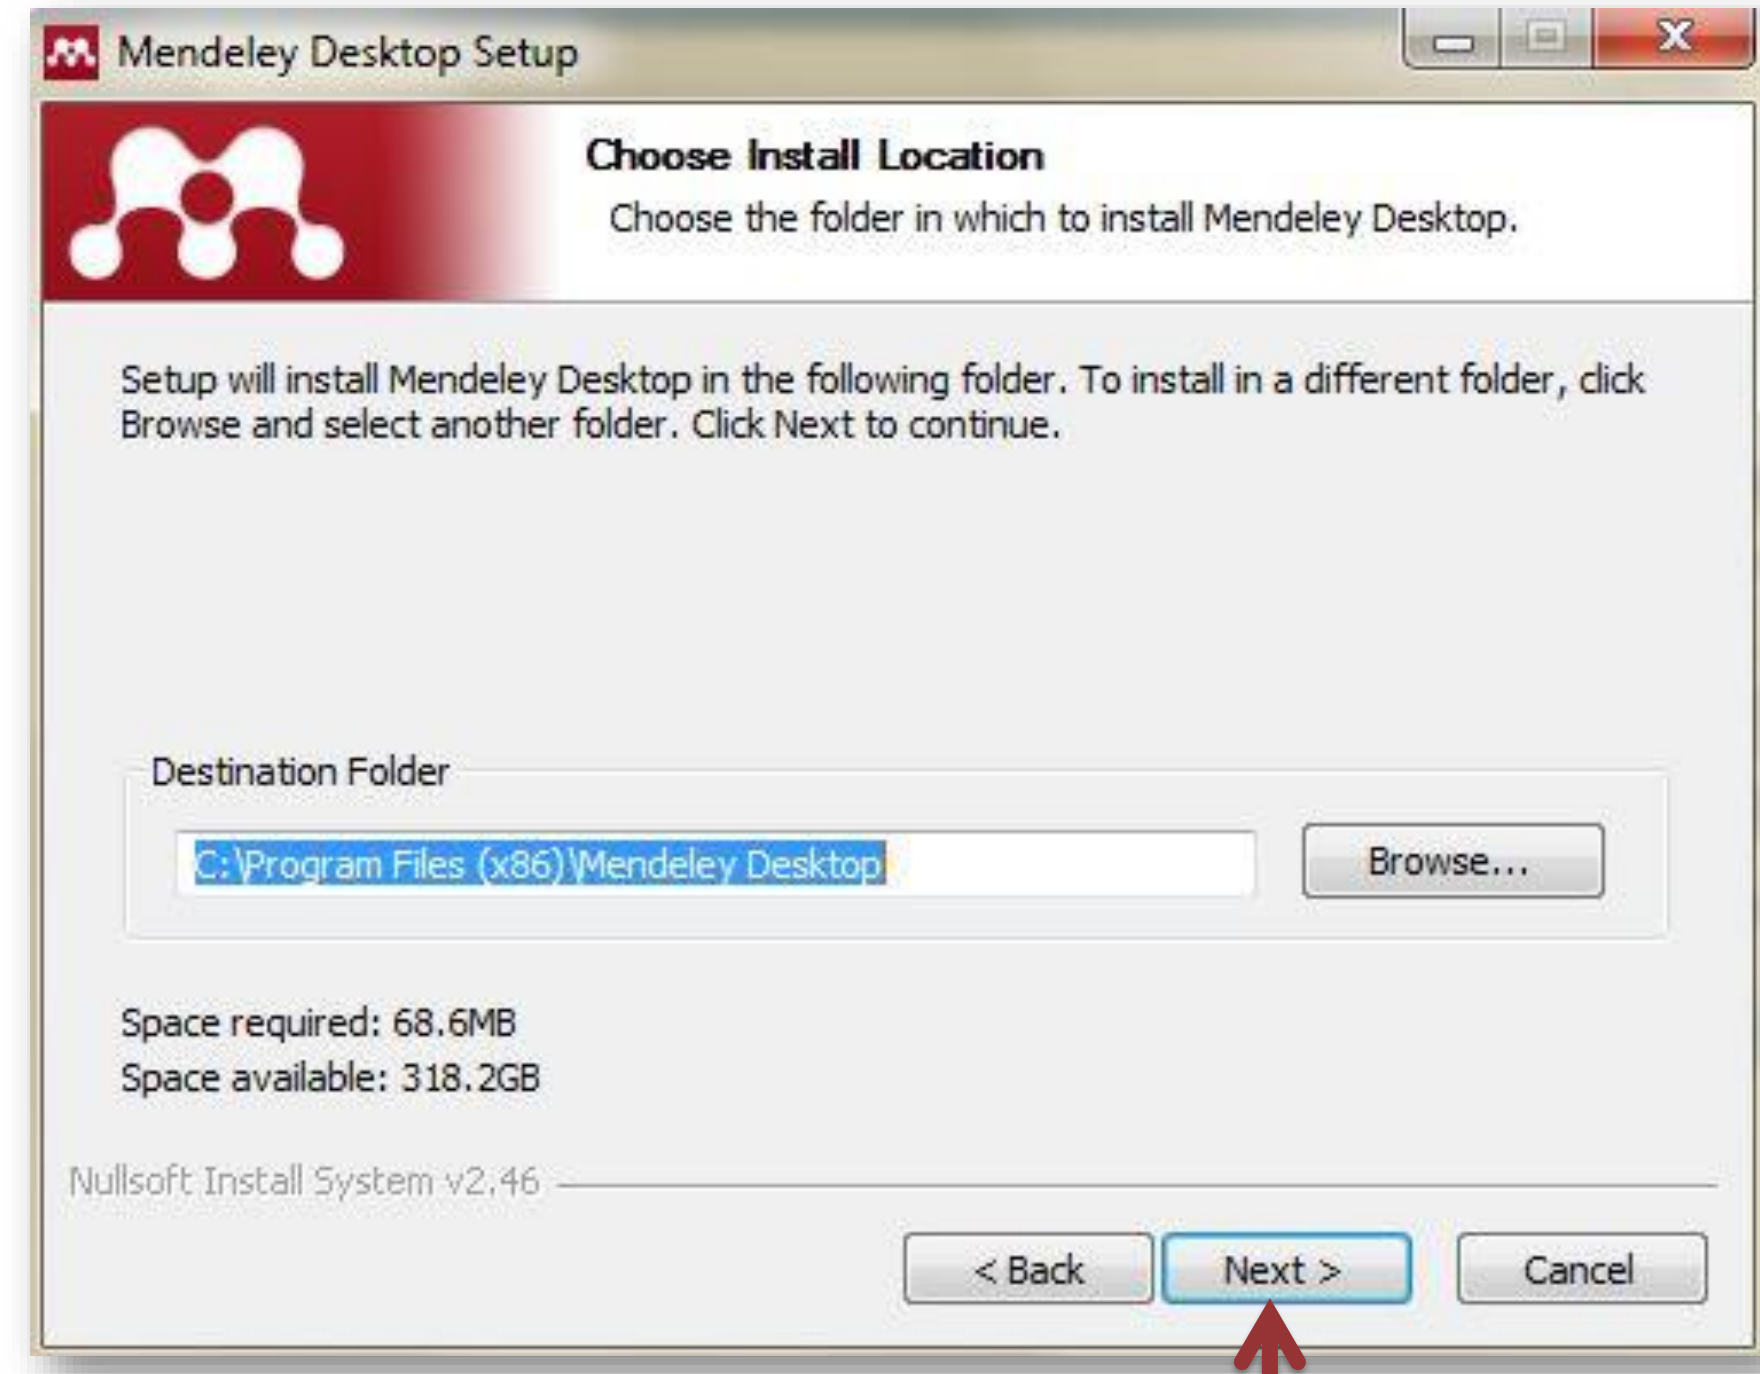 Mendeley Desktop Setup
Choose Install Location
Choose the folder in which to install Mendeley Desktop.
Setup will install Mendeley Desktop in the following folder. To install in a different folder, click
Browse and select another folder. Click Next to continue.
Destination Folder
C:\Program Files (x86)\Mendeley Desktop
Browse...
Space required: 68.6MB
Space available: 318.2GB
Nullsoft Install System v2.46
< Back
Next >
Cancel